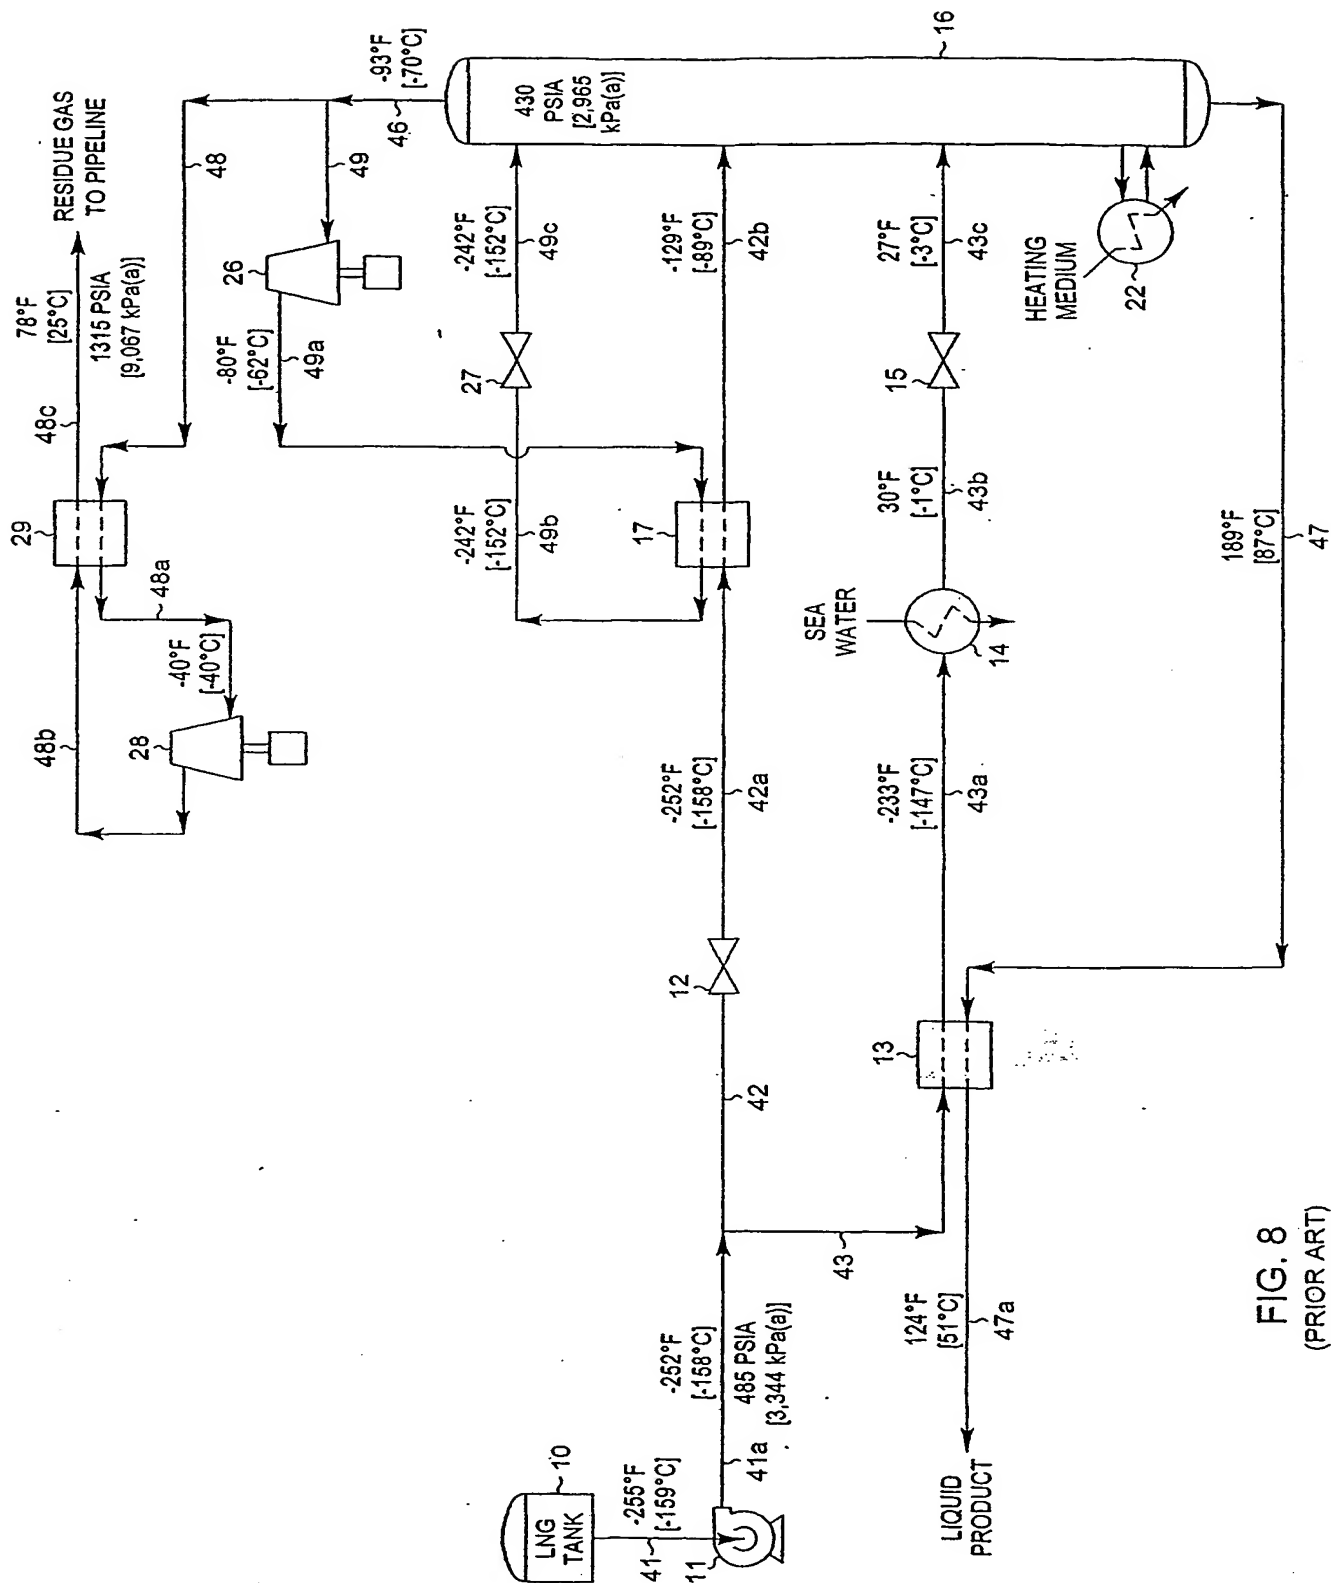 RESIDUE GAS
TO PIPELINE
78°F
[25°C]
1315 PSIA
[9,067 kPa(a)]
48c
29
48a
48b
-40°F
[-40°C]
28
48
-93°F
[-70°C]
46
49
26
-80°F
[-62°C]
49a
430
PSIA
[2,965
kPa(a)]
16
-242°F
[-152°C]
49c
27
-242°F
[-152°C]
49b
-129°F
[-89°C]
42b
17
-252°F
[-158°C]
42a
12
42
27°F
[-3°C]
43c
15
30°F
[-1°C]
43b
SEA
WATER
14
-233°F
[-147°C]
43a
13
43
HEATING
MEDIUM
22
189°F
[87°C]
47
LNG
TANK
10
-255°F
[-159°C]
41
11
-252°F
[-158°C]
485 PSIA
[3,344 kPa(a)]
41a
124°F
[51°C]
47a
LIQUID
PRODUCT
FIG. 8
(PRIOR ART)